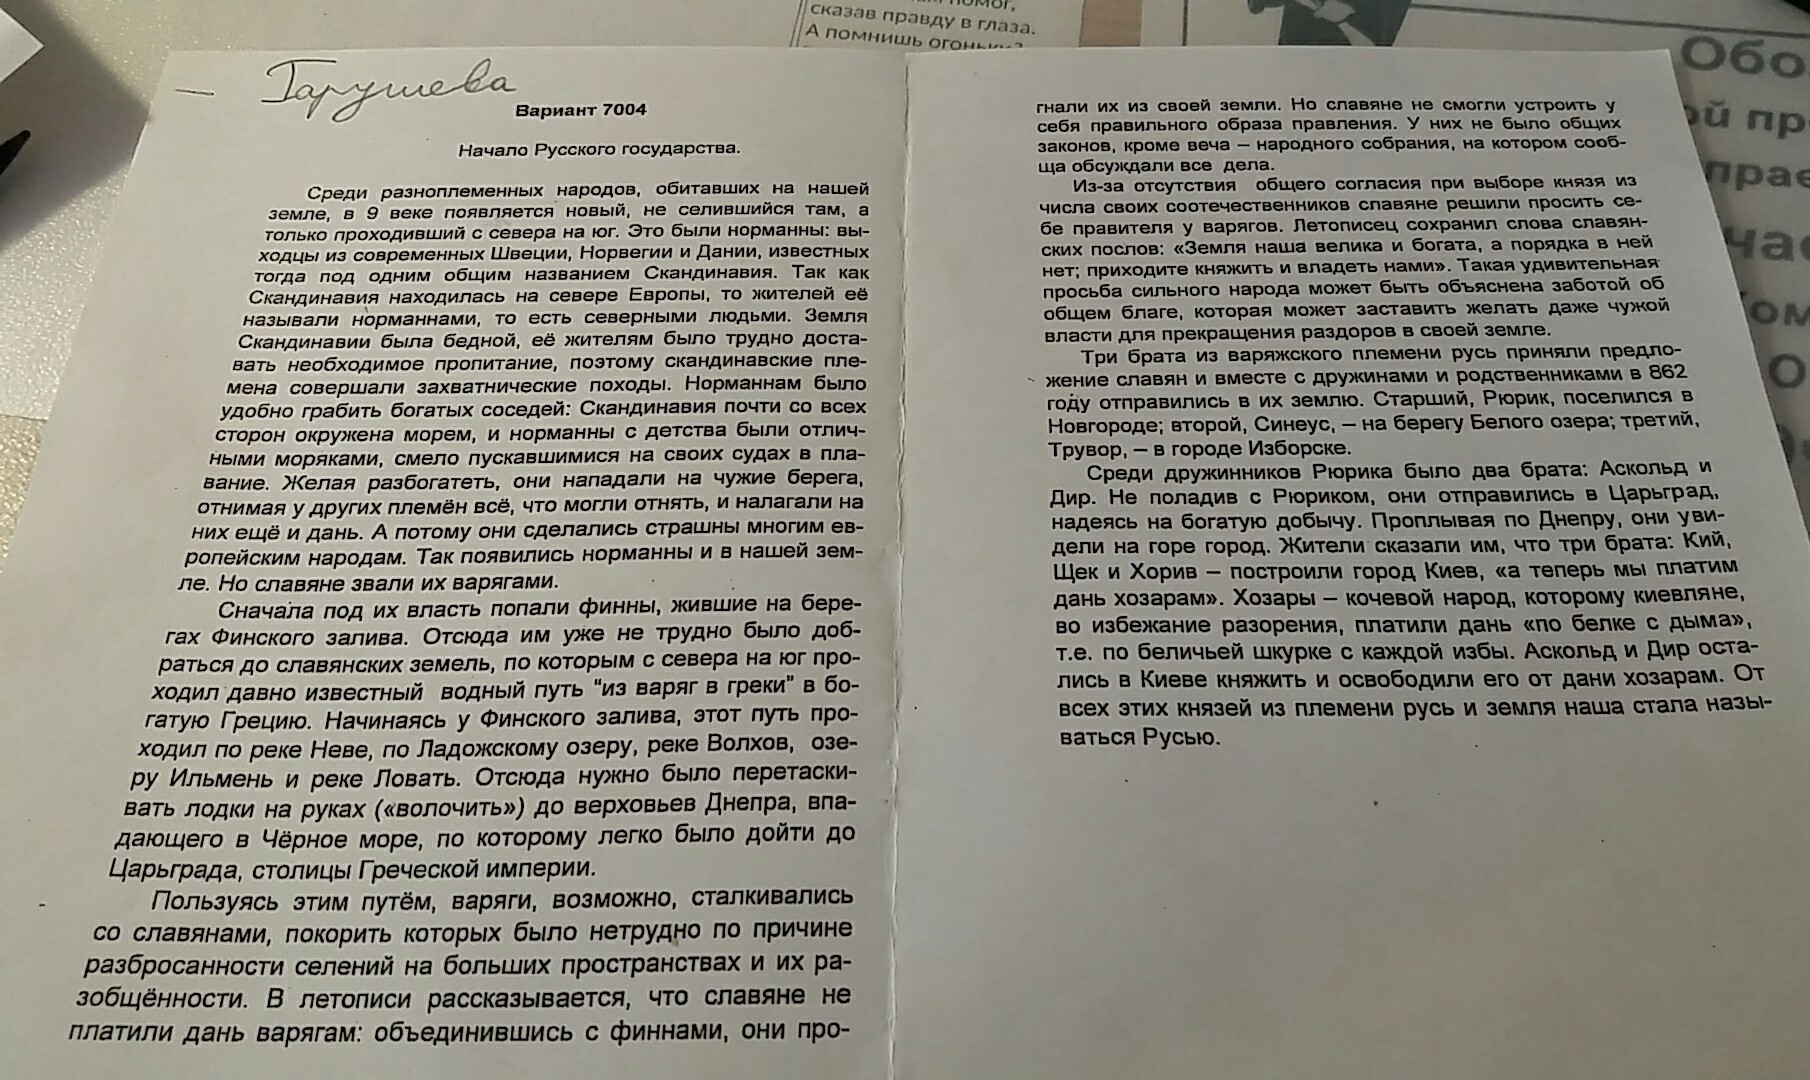 сказав правду в глаза.
А помнишь огоньки?
Обо
ой пр
прав
час
ком
Гарушева
Вариант 7004
Начало Русского государства.
Среди разноплеменных народов, обитавших на нашей
земле, в 9 веке появляется новый, не селившийся там, а
только проходивший с севера на юг. Это были норманны: вы-
ходцы из современных Швеции, Норвегии и Дании, известных
тогда под одним общим названием Скандинавия. Так как
Скандинавия находилась на севере Европы, то жителей её
называли норманнами, то есть северными людьми. Земля
Скандинавии была бедной, её жителям было трудно доста-
вать необходимое пропитание, поэтому скандинавские пле-
мена совершали захватнические походы. Норманнам было
удобно грабить богатых соседей: Скандинавия почти со всех
сторон окружена морем, и норманны с детства были отлич-
ными моряками, смело пускавшимися на своих судах в пла-
вание. Желая разбогатеть, они нападали на чужие берега,
отнимая у других племён всё, что могли отнять, и налагали на
них ещё и дань. А потому они сделались страшны многим ев-
ропейским народам. Так появились норманны и в нашей зем-
ле. Но славяне звали их варягами.
Сначала под их власть попали финны, жившие на бере-
гах Финского залива. Отсюда им уже не трудно было доб-
раться до славянских земель, по которым с севера на юг про-
ходил давно известный водный путь "из варяг в греки" в бо-
гатую Грецию. Начинаясь у Финского залива, этот путь про-
ходил по реке Неве, по Ладожскому озеру, реке Волхов, озе-
ру Ильмень и реке Ловать. Отсюда нужно было перетаски-
вать лодки на руках («волочить») до верховьев Днепра, впа-
дающего в Чёрное море, по которому легко было дойти до
Царьграда, столицы Греческой империи.
Пользуясь этим путём, варяги, возможно, сталкивались
со славянами, покорить которых было нетрудно по причине
разбросанности селений на больших пространствах и их ра-
зобщённости. В летописи рассказывается, что славяне не
платили дань варягам: объединившись с финнами, они про-
гнали их из своей земли. Но славяне не смогли устроить у
себя правильного образа правления. У них не было общих
законов, кроме веча – народного собрания, на котором сооб-
ща обсуждали все дела.
Из-за отсутствия общего согласия при выборе князя из
числа своих соотечественников славяне решили просить се-
бе правителя у варягов. Летописец сохранил слова славян-
ских послов: «Земля наша велика и богата, а порядка в ней
нет; приходите княжить и владеть нами». Такая удивительная
просьба сильного народа может быть объяснена заботой об
общем благе, которая может заставить желать даже чужой
власти для прекращения раздоров в своей земле.
Три брата из варяжского племени русь приняли предло-
жение славян и вместе с дружинами и родственниками в 862
году отправились в их землю. Старший, Рюрик, поселился в
Новгороде; второй, Синеус, – на берегу Белого озера; третий,
Трувор, – в городе Изборске.
Среди дружинников Рюрика было два брата: Аскольд и
Дир. Не поладив с Рюриком, они отправились в Царьград,
надеясь на богатую добычу. Проплывая по Днепру, они уви-
дели на горе город. Жители сказали им, что три брата: Кий,
Щек и Хорив – построили город Киев, «а теперь мы платим
дань хозарам». Хозары – кочевой народ, которому киевляне,
во избежание разорения, платили дань «по белке с дыма»,
т.е. по беличьей шкурке с каждой избы. Аскольд и Дир оста-
лись в Киеве княжить и освободили его от дани хозарам. От
всех этих князей из племени русь и земля наша стала назы-
ваться Русью.